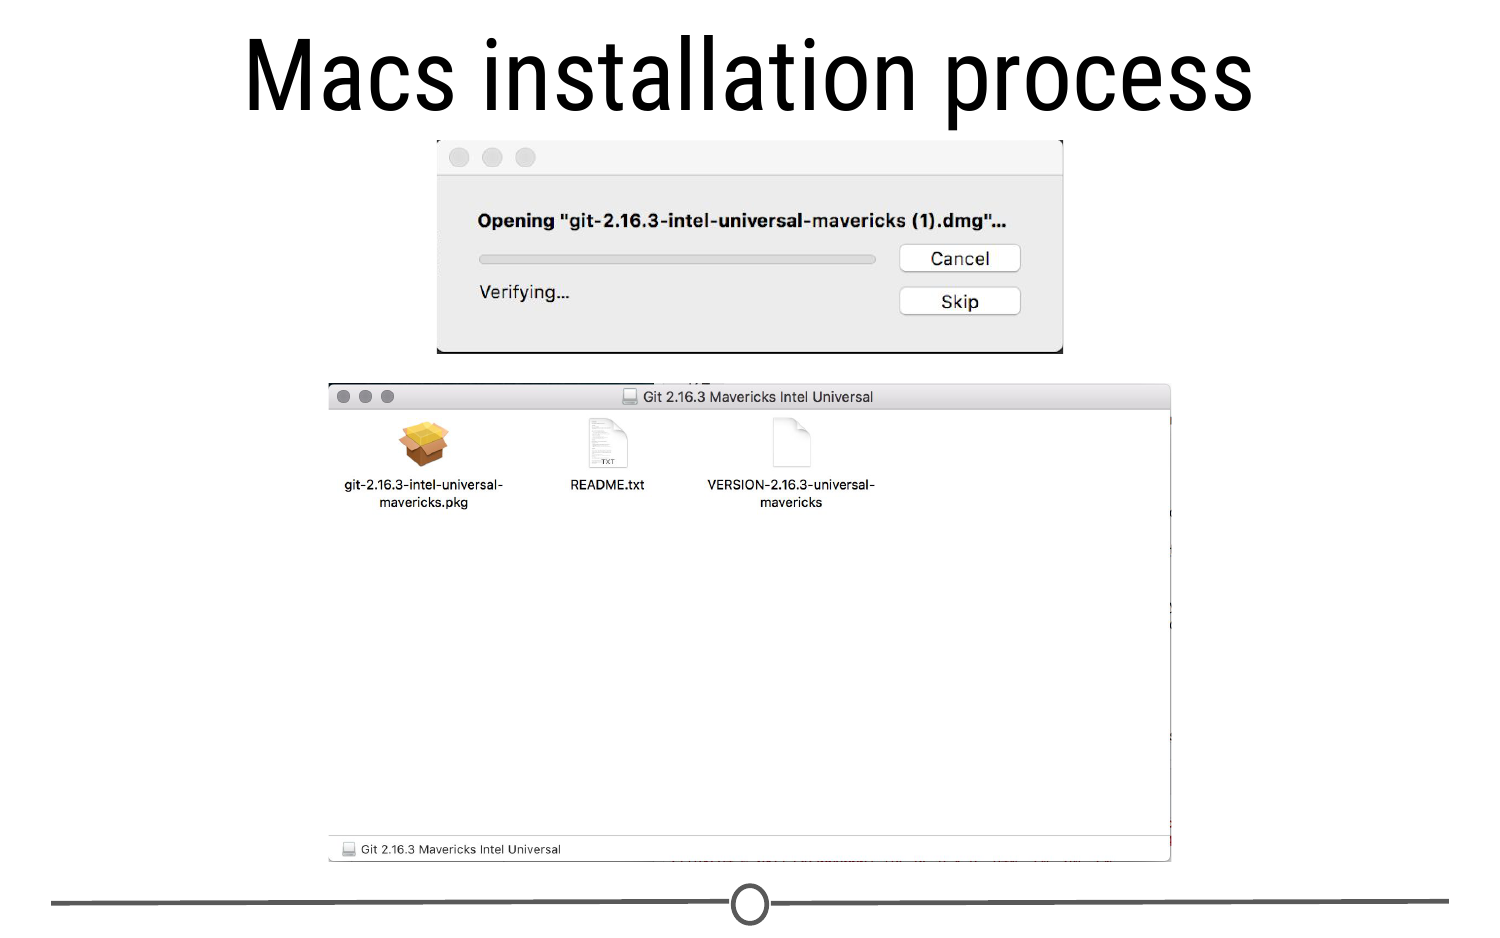 Macs installation process
Opening "git-2.16.3-intel-universal-mavericks (1).dmg"...
Cancel
Verifying...
Skip
Git 2.16.3 Mavericks Intel Universal
TXT
git-2.16.3-intel-universal-
mavericks.pkg
README.txt
VERSION-2.16.3-universal-
mavericks
Git 2.16.3 Mavericks Intel Universal